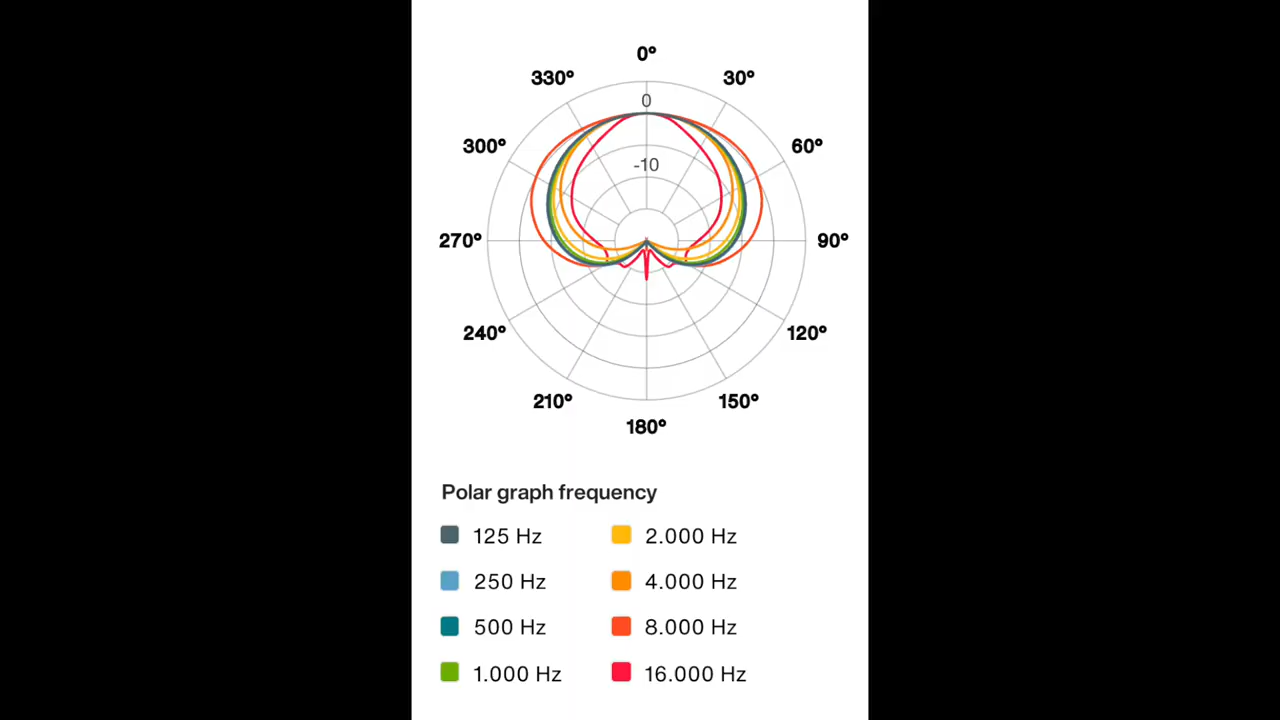 0°
330° 30°
0
300° 60°
-10
270° 90°
240° 120°
210° 150°
180°
Polar graph frequency
125 Hz 2.000 Hz
250 Hz 4.000 Hz
500 Hz 8.000 Hz
1.000 Hz 16.000 Hz